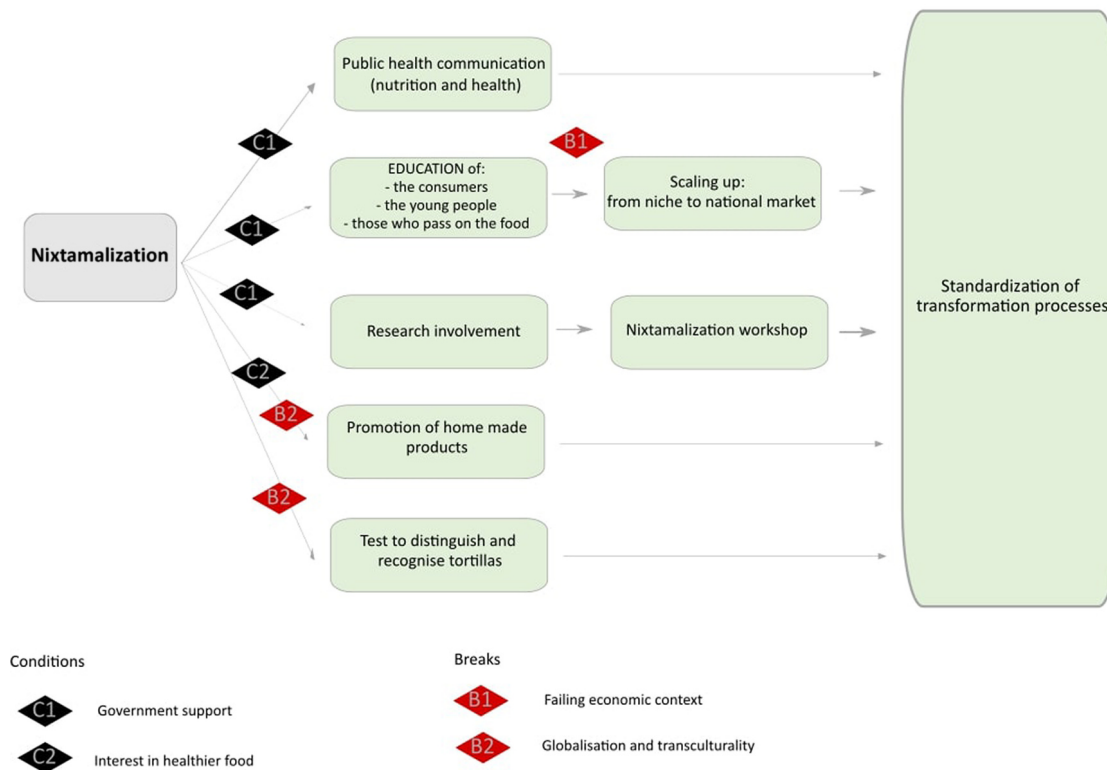 Public health communication
(nutrition and health)
C1
B1
EDUCATION of:
- the consumers
- the young people
- those who pass on the food
Scaling up:
from niche to national market
C1
Nixtamalization
C1
Standardization of
transformation processes
Research involvement
Nixtamalization workshop
C2
B2
Promotion of home made
products
B2
Test to distinguish and
recognise tortillas
Conditions
C1
Government support
C2
Interest in healthier food
Breaks
B1
Failing economic context
B2
Globalisation and transculturality